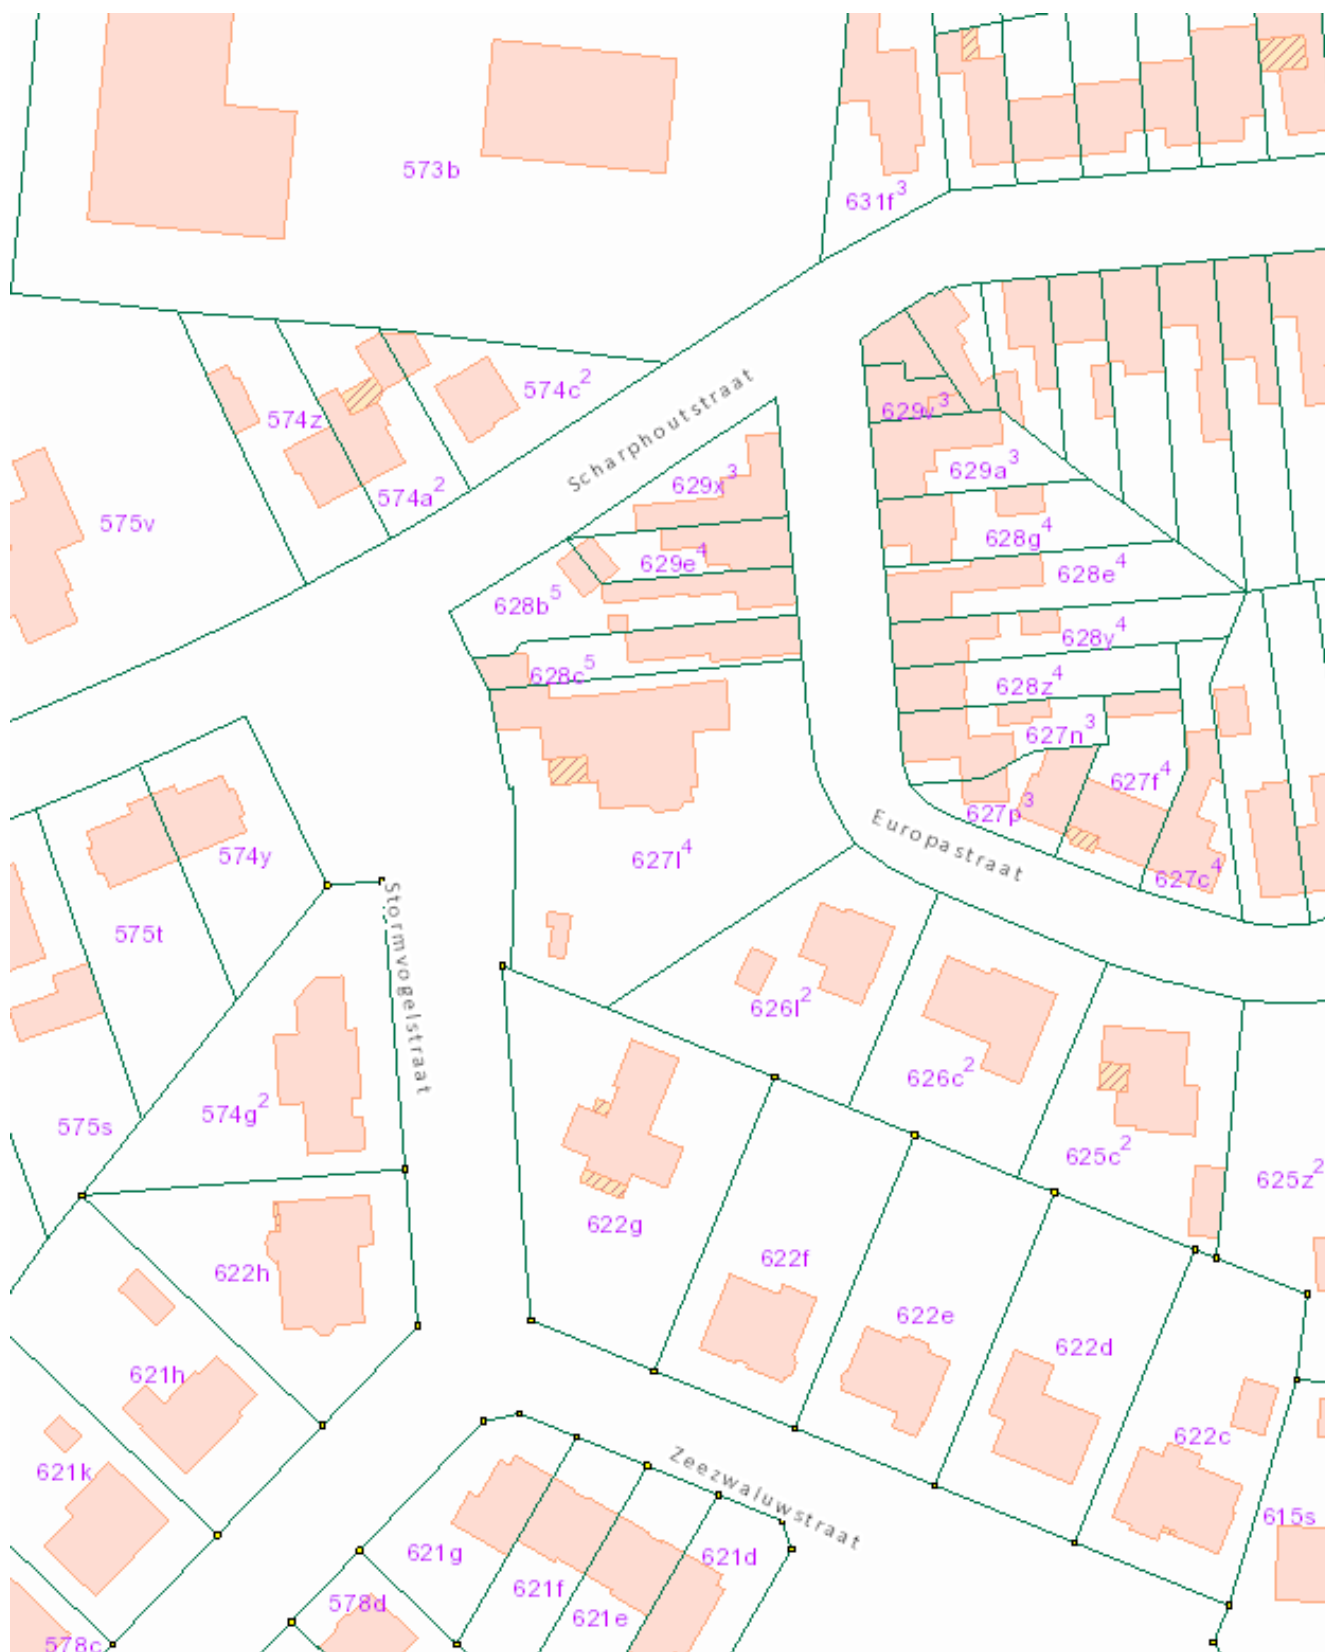 573b
631f³
574c²
574z
574a²
575v
Scharphoutstraat
629v³
629a³
629x³
628g⁴
629e⁴
628e⁴
628b⁵
628y⁴
628c⁵
628z⁴
627n³
627f⁴
627p³
627l⁴
627c⁴
Europastraat
574y
575t
Stormvogelstraat
626l²
626c²
574g²
575s
625c²
625z²
622g
622f
622h
622e
622d
621h
622c
621k
Zeezwaluwstraat
615s
621g
621d
621f
621e
578d
578c